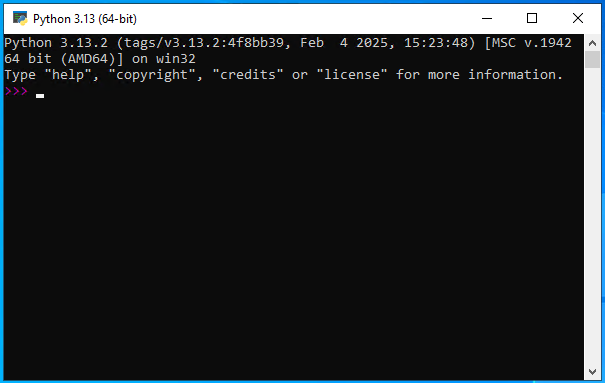 Python 3.13 (64-bit)
Python 3.13.2 (tags/v3.13.2:4f8bb39, Feb  4 2025, 15:23:48) [MSC v.1942
64 bit (AMD64)] on win32
Type "help", "copyright", "credits" or "license" for more information.
>>>